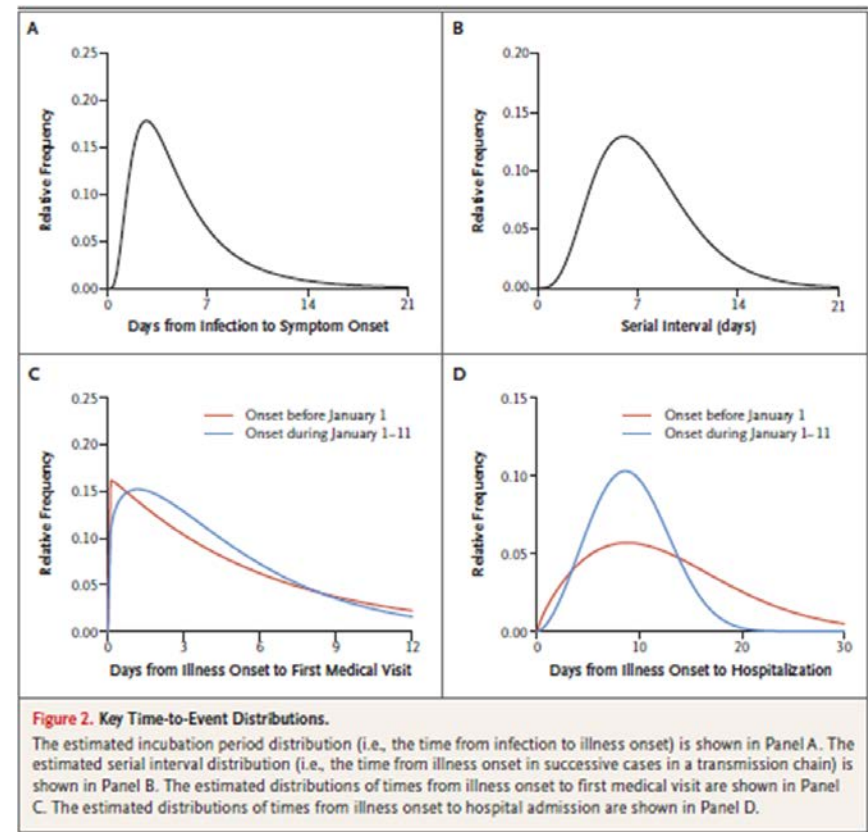 A
0.25
0.20
0.15
0.10
0.05
0.00
Relative Frequency
0 7 14 21
Days from Infection to Symptom Onset
B
0.20
0.15
0.10
0.05
0.00
Relative Frequency
0 7 14 21
Serial Interval (days)
C
0.25
0.20
0.15
0.10
0.05
0.00
Relative Frequency
Onset before January 1
Onset during January 1–11
0 3 6 9 12
Days from Illness Onset to First Medical Visit
D
0.15
0.10
0.05
0.00
Relative Frequency
Onset before January 1
Onset during January 1–11
0 10 20 30
Days from Illness Onset to Hospitalization
Figure 2. Key Time-to-Event Distributions.
The estimated incubation period distribution (i.e., the time from infection to illness onset) is shown in Panel A. The
estimated serial interval distribution (i.e., the time from illness onset in successive cases in a transmission chain) is
shown in Panel B. The estimated distributions of times from illness onset to first medical visit are shown in Panel
C. The estimated distributions of times from illness onset to hospital admission are shown in Panel D.